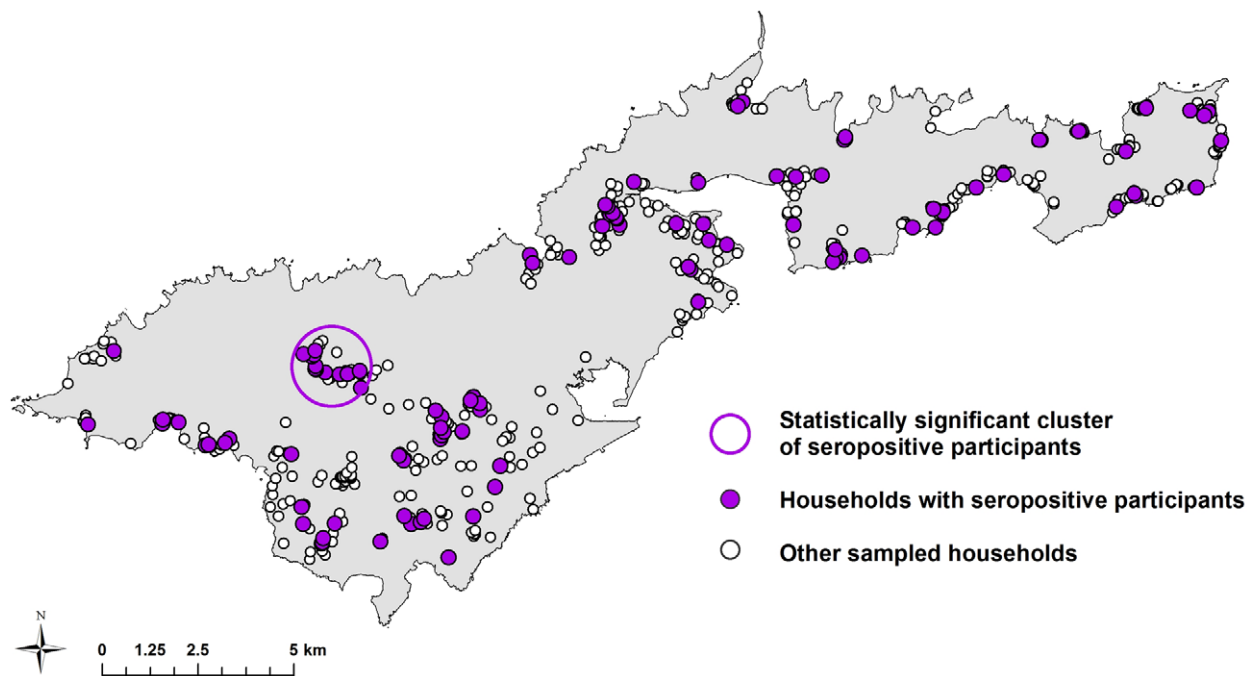 Statistically significant cluster
of seropositive participants
Households with seropositive participants
Other sampled households
N
0 1.25 2.5 5 km